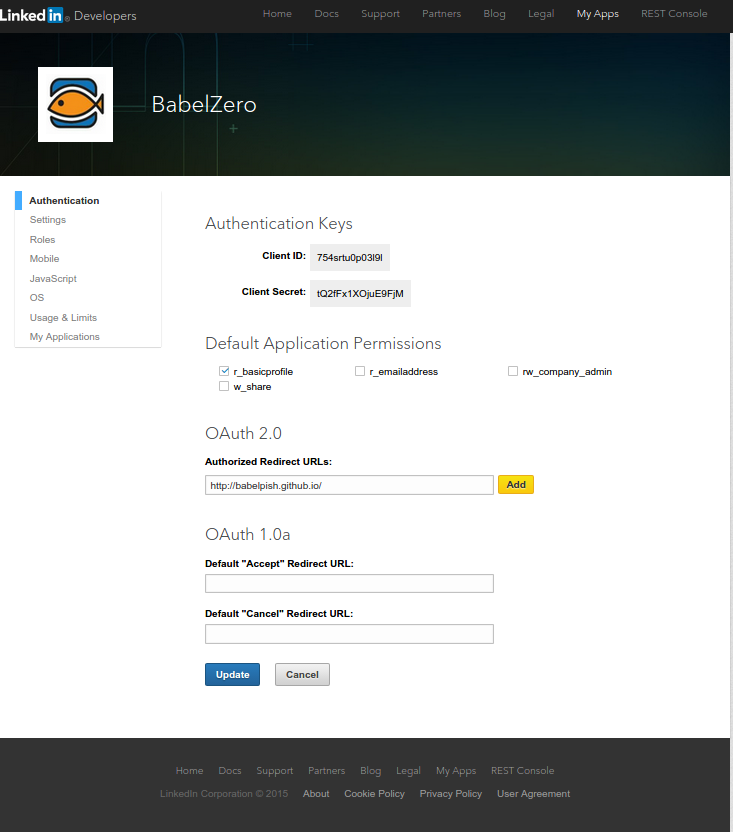 Linked in Developers Home Docs Support Partners Blog Legal My Apps REST Console
BabelZero
Authentication
Settings
Roles
Mobile
JavaScript
OS
Usage & Limits
My Applications
Authentication Keys
Client ID: 754srtu0p03l9l
Client Secret: tQ2fFx1XOjuE9FjM
Default Application Permissions
r_basicprofile r_emailaddress rw_company_admin
w_share
OAuth 2.0
Authorized Redirect URLs:
http://babelpish.github.io/ Add
OAuth 1.0a
Default "Accept" Redirect URL:
Default "Cancel" Redirect URL:
Update Cancel
Home Docs Support Partners Blog Legal My Apps REST Console
LinkedIn Corporation © 2015 About Cookie Policy Privacy Policy User Agreement